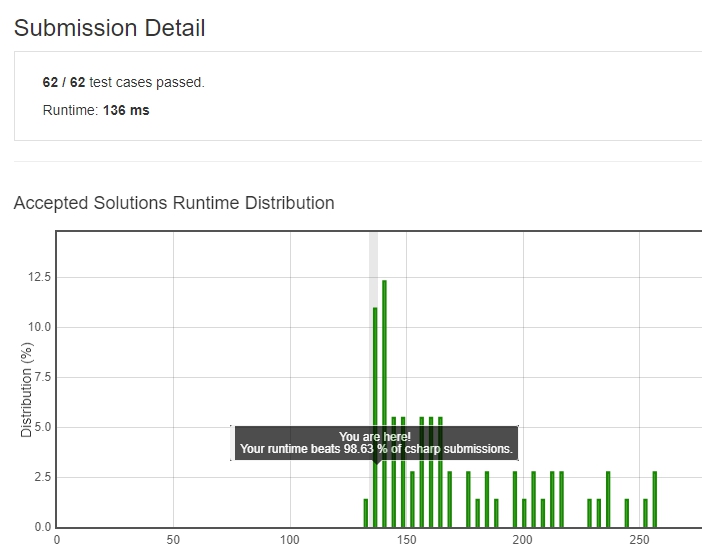 Submission Detail
62 / 62 test cases passed.
Runtime: 136 ms
Accepted Solutions Runtime Distribution
12.5
10.0
7.5
5.0
2.5
0.0
Distribution (%)
You are here!
Your runtime beats 98.63 % of csharp submissions.
0 50 100 150 200 250